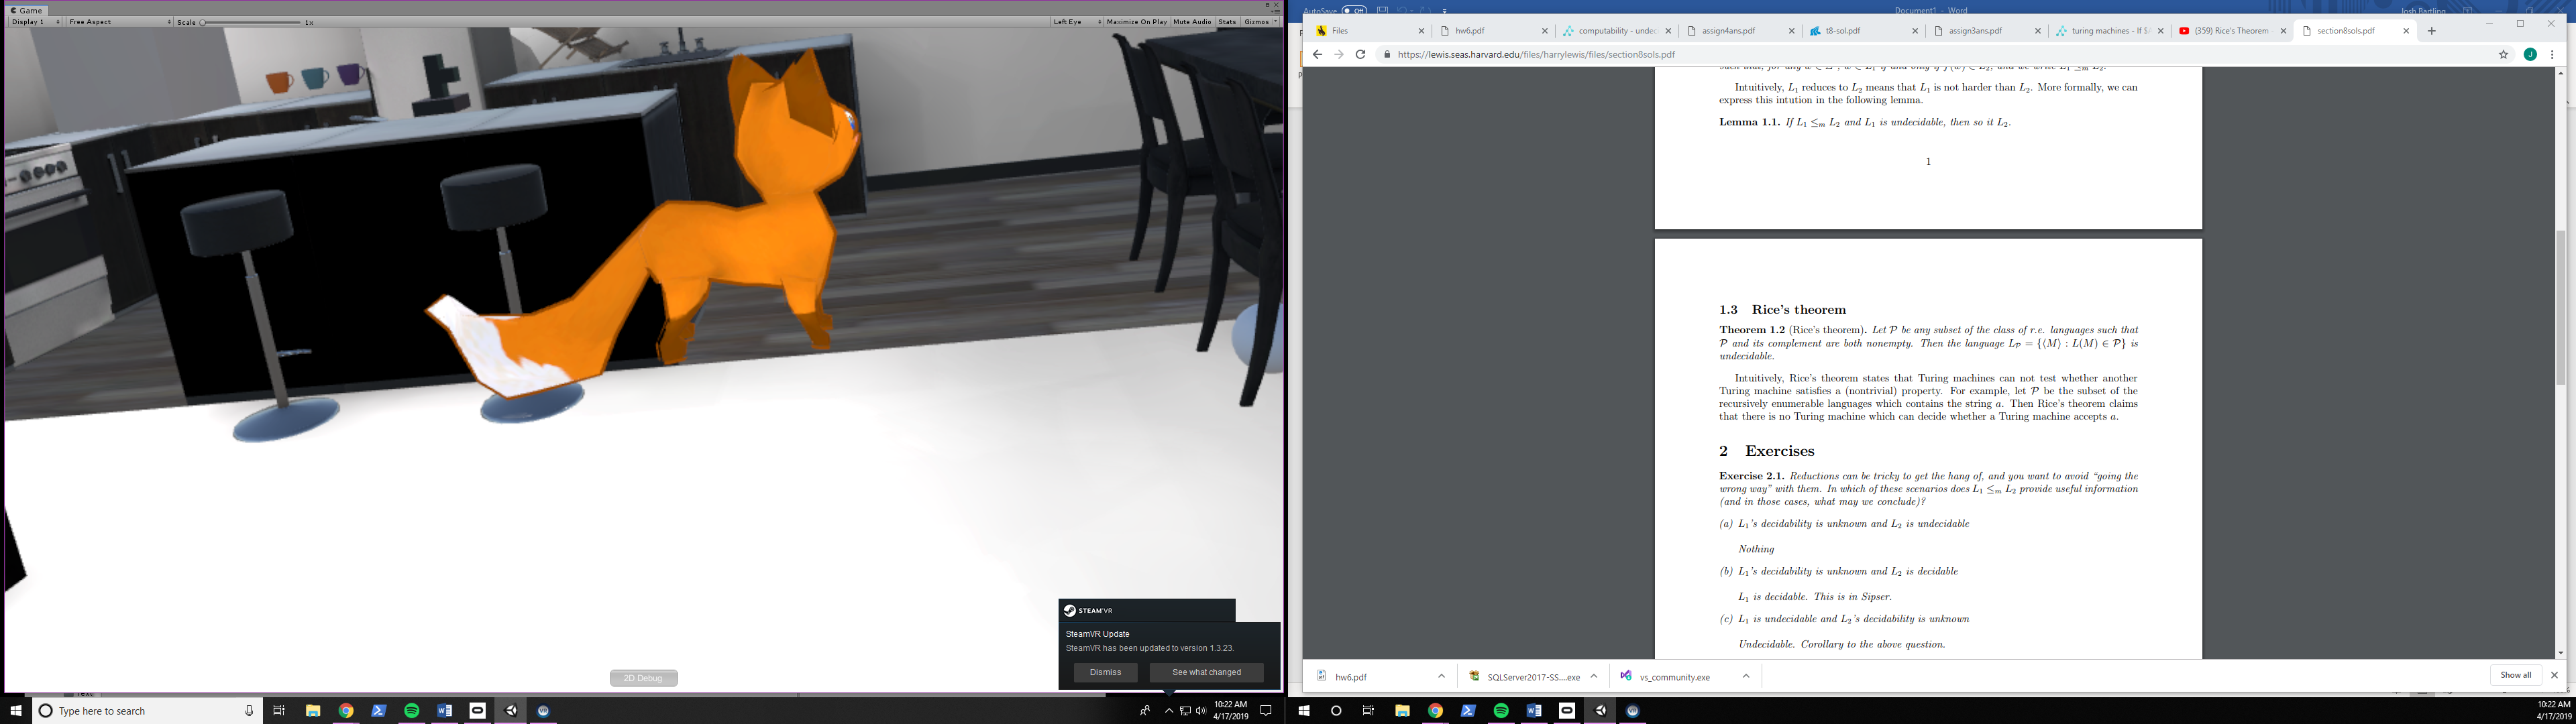 Game
Display 1
Free Aspect
Scale
1x
Left Eye
Maximize On Play
Mute Audio
Stats
Gizmos
STEAM VR
SteamVR Update
SteamVR has been updated to version 1.3.23.
Dismiss
See what changed
2D Debug
Type here to search
10:22 AM
4/17/2019
AutoSave
Off
Document1 - Word
Josh Bartling
Files
hw6.pdf
computability - undec
assign4ans.pdf
t8-sol.pdf
assign3ans.pdf
turing machines - If $A
(359) Rice's Theorem
section8sols.pdf
https://lewis.seas.harvard.edu/files/harrylewis/files/section8sols.pdf
Intuitively, L₁ reduces to L₂ means that L₁ is not harder than L₂. More formally, we can
express this intution in the following lemma.
Lemma 1.1. If L₁ ≤ₘ L₂ and L₁ is undecidable, then so it L₂.
1
1.3 Rice's theorem
Theorem 1.2 (Rice's theorem). Let P be any subset of the class of r.e. languages such that
P and its complement are both nonempty. Then the language L_P = {⟨M⟩ : L(M) ∈ P} is
undecidable.
Intuitively, Rice's theorem states that Turing machines can not test whether another
Turing machine satisfies a (nontrivial) property. For example, let P be the subset of the
recursively enumerable languages which contains the string a. Then Rice's theorem claims
that there is no Turing machine which can decide whether a Turing machine accepts a.
2 Exercises
Exercise 2.1. Reductions can be tricky to get the hang of, and you want to avoid “going the
wrong way” with them. In which of these scenarios does L₁ ≤ₘ L₂ provide useful information
(and in those cases, what may we conclude)?
(a) L₁'s decidability is unknown and L₂ is undecidable
Nothing
(b) L₁'s decidability is unknown and L₂ is decidable
L₁ is decidable. This is in Sipser.
(c) L₁ is undecidable and L₂'s decidability is unknown
Undecidable. Corollary to the above question.
hw6.pdf
SQLServer2017-SS....exe
vs_community.exe
Show all
10:22 AM
4/17/2019